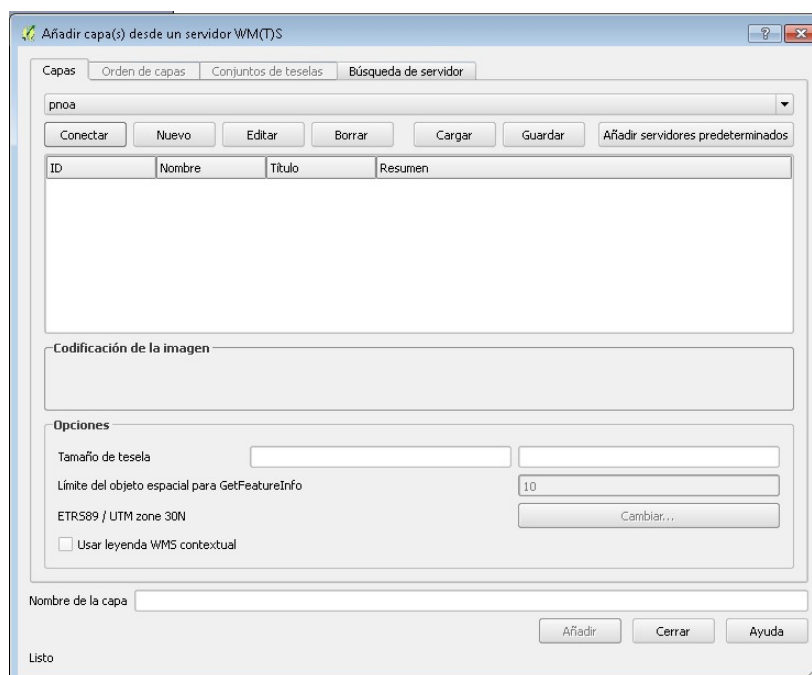 Añadir capa(s) desde un servidor WM(T)S
Capas Orden de capas Conjuntos de teselas Búsqueda de servidor
pnoa
Conectar Nuevo Editar Borrar Cargar Guardar Añadir servidores predeterminados
ID Nombre Título Resumen
Codificación de la imagen
Opciones
Tamaño de tesela
Límite del objeto espacial para GetFeatureInfo 10
ETRS89 / UTM zone 30N Cambiar...
Usar leyenda WMS contextual
Nombre de la capa
Añadir Cerrar Ayuda
Listo